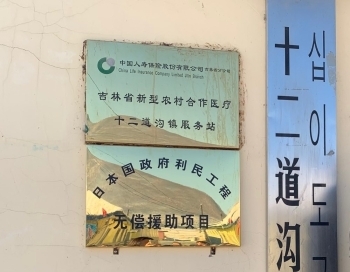 中国人寿保险股份有限公司
China Life Insurance Company Limited
吉林省新型农村合作医疗
十二道沟镇服务站
日本国政府利民工程
无偿援助项目
十二道沟
십이도